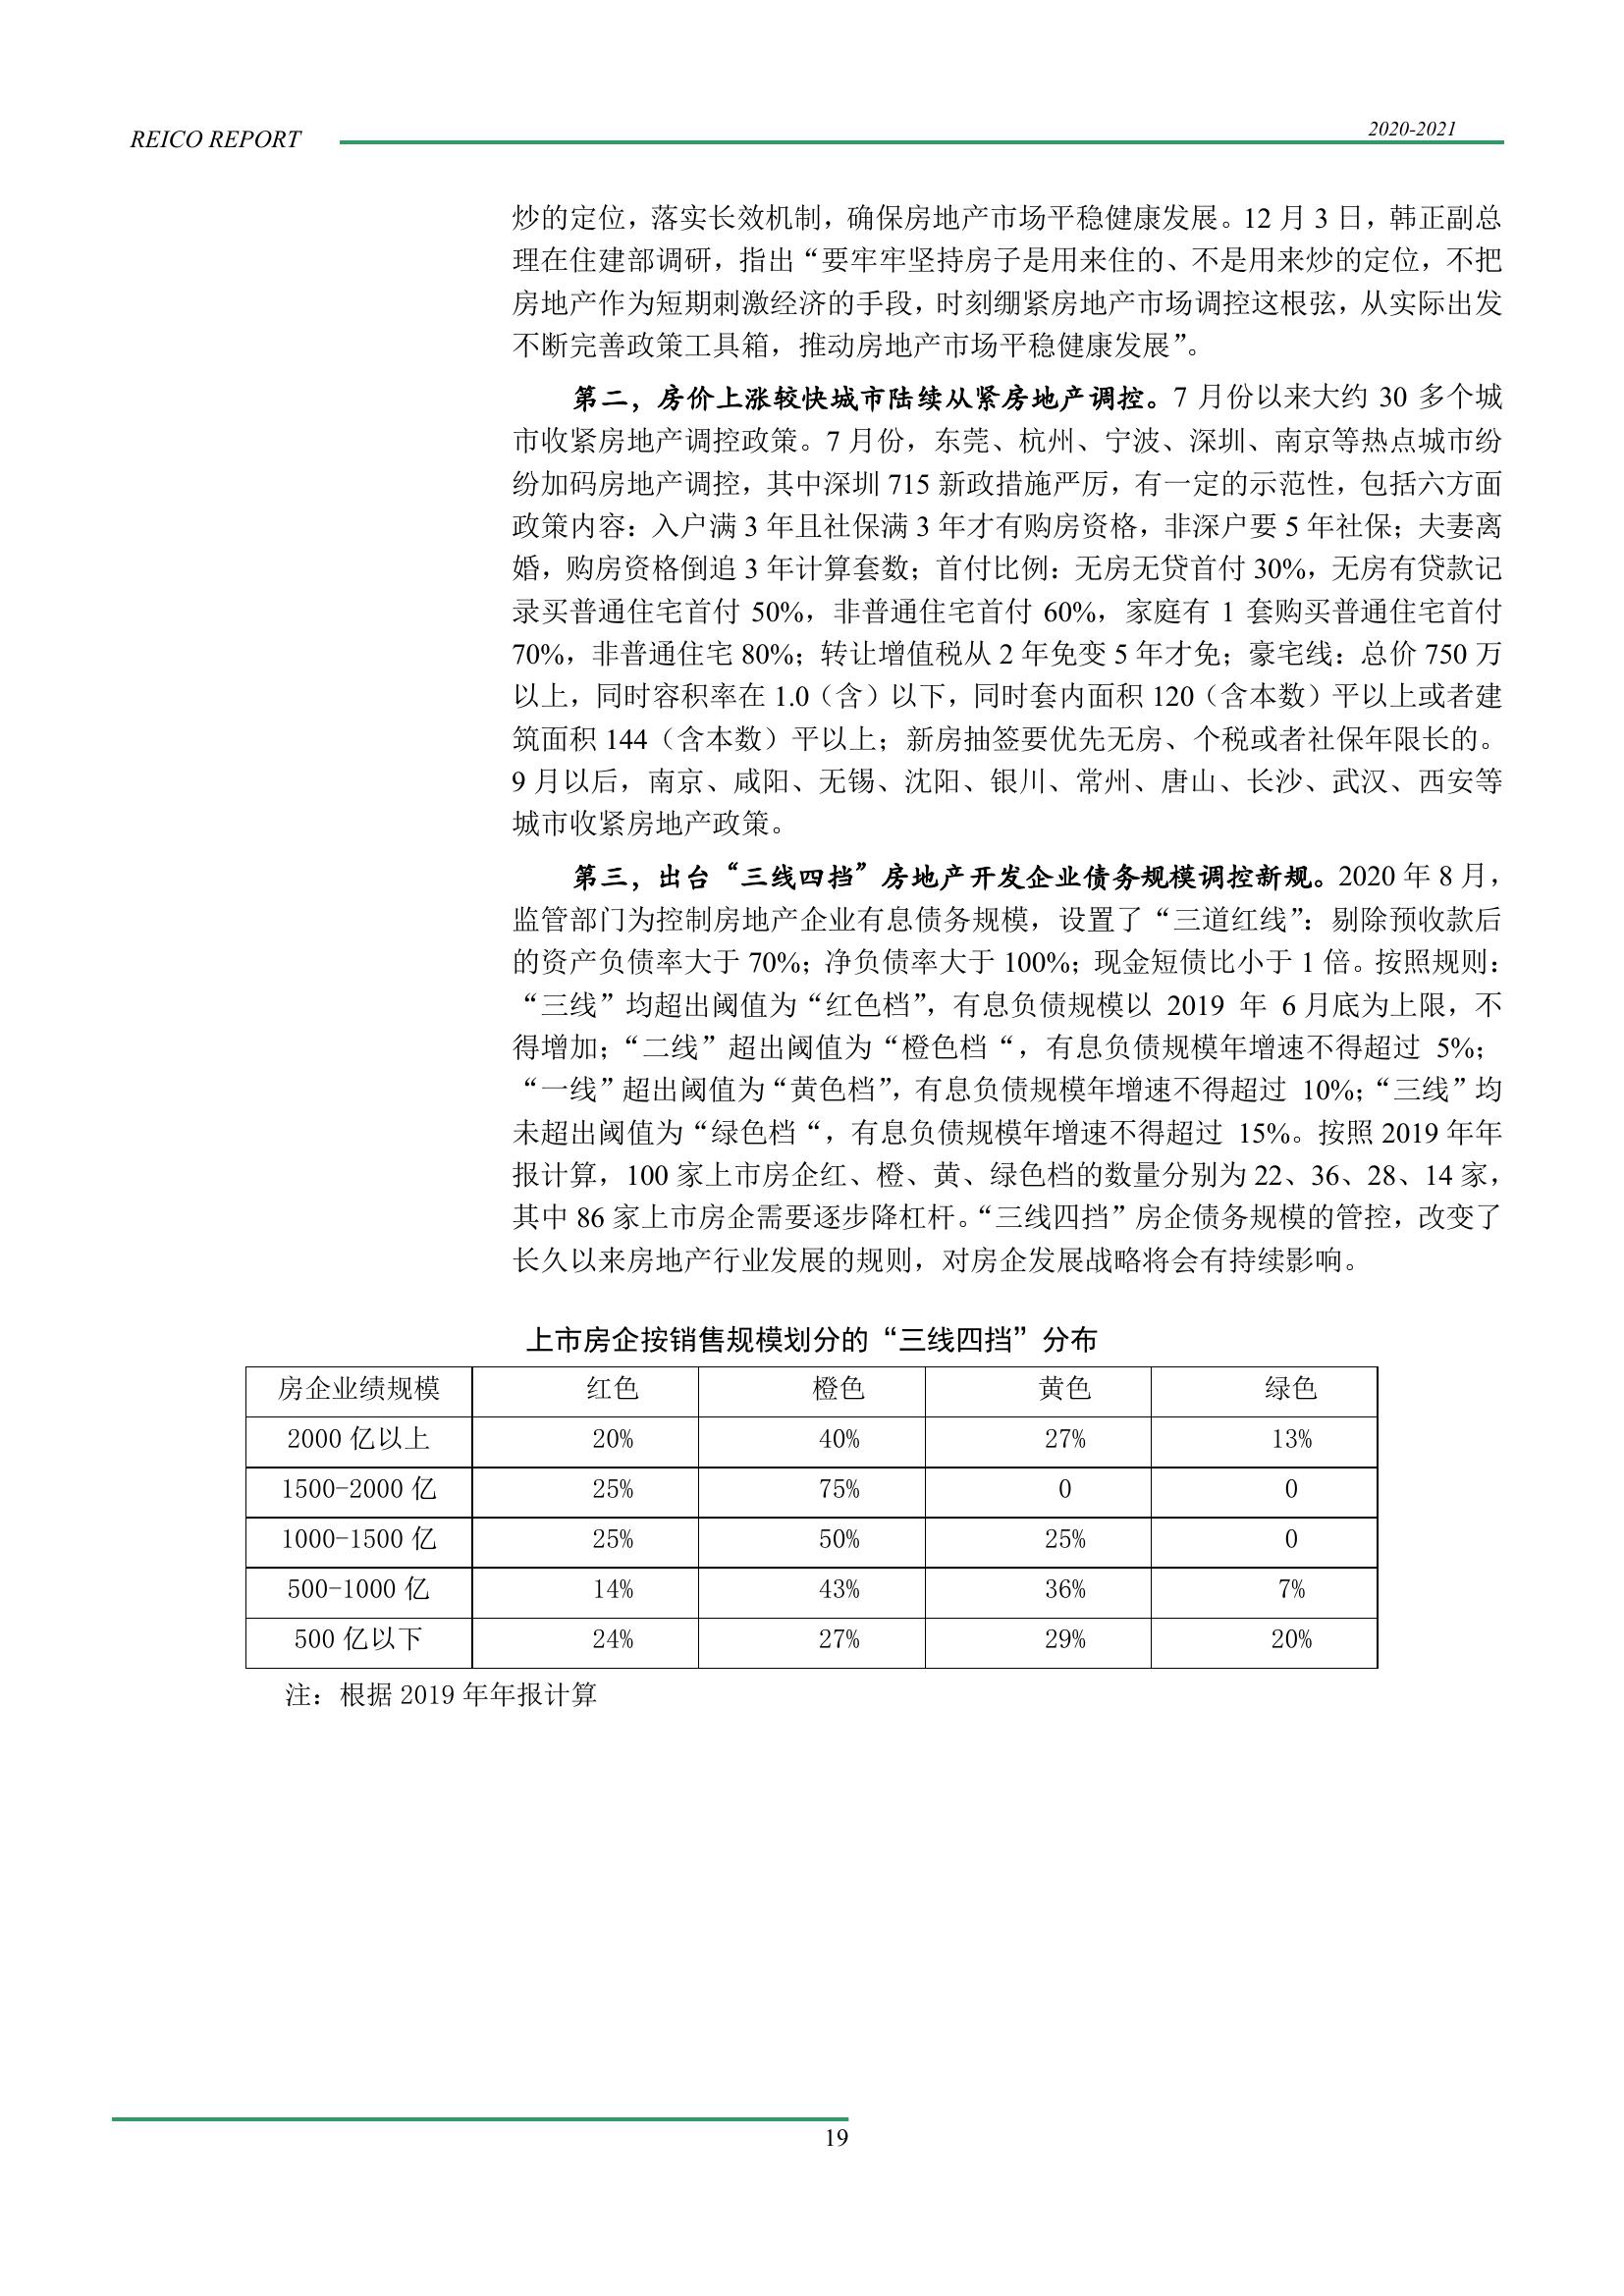 REICO REPORT
2020-2021
炒的定位，落实长效机制，确保房地产市场平稳健康发展。12 月 3 日，韩正副总
理在住建部调研，指出“要牢牢坚持房子是用来住的、不是用来炒的定位，不把
房地产作为短期刺激经济的手段，时刻绷紧房地产市场调控这根弦，从实际出发
不断完善政策工具箱，推动房地产市场平稳健康发展”。
第二，房价上涨较快城市陆续从紧房地产调控。7 月份以来大约 30 多个城
市收紧房地产调控政策。7 月份，东莞、杭州、宁波、深圳、南京等热点城市纷
纷加码房地产调控，其中深圳 715 新政措施严厉，有一定的示范性，包括六方面
政策内容：入户满 3 年且社保满 3 年才有购房资格，非深户要 5 年社保；夫妻离
婚，购房资格倒追 3 年计算套数；首付比例：无房无贷首付 30%，无房有贷款记
录买普通住宅首付 50%，非普通住宅首付 60%，家庭有 1 套购买普通住宅首付
70%，非普通住宅 80%；转让增值税从 2 年免变 5 年才免；豪宅线：总价 750 万
以上，同时容积率在 1.0（含）以下，同时套内面积 120（含本数）平以上或者建
筑面积 144（含本数）平以上；新房抽签要优先无房、个税或者社保年限长的。
9 月以后，南京、咸阳、无锡、沈阳、银川、常州、唐山、长沙、武汉、西安等
城市收紧房地产政策。
第三，出台“三线四挡”房地产开发企业债务规模调控新规。2020 年 8 月，
监管部门为控制房地产企业有息债务规模，设置了“三道红线”：剔除预收款后
的资产负债率大于 70%；净负债率大于 100%；现金短债比小于 1 倍。按照规则：
“三线”均超出阈值为“红色档”，有息负债规模以 2019 年 6 月底为上限，不
得增加；“二线”超出阈值为“橙色档“，有息负债规模年增速不得超过 5%；
“一线”超出阈值为“黄色档”，有息负债规模年增速不得超过 10%；“三线”均
未超出阈值为“绿色档“，有息负债规模年增速不得超过 15%。按照 2019 年年
报计算，100 家上市房企红、橙、黄、绿色档的数量分别为 22、36、28、14 家，
其中 86 家上市房企需要逐步降杠杆。“三线四挡”房企债务规模的管控，改变了
长久以来房地产行业发展的规则，对房企发展战略将会有持续影响。
上市房企按销售规模划分的“三线四挡”分布
房企业绩规模 红色 橙色 黄色 绿色
2000 亿以上 20% 40% 27% 13%
1500-2000 亿 25% 75% 0 0
1000-1500 亿 25% 50% 25% 0
500-1000 亿 14% 43% 36% 7%
500 亿以下 24% 27% 29% 20%
注：根据 2019 年年报计算
19